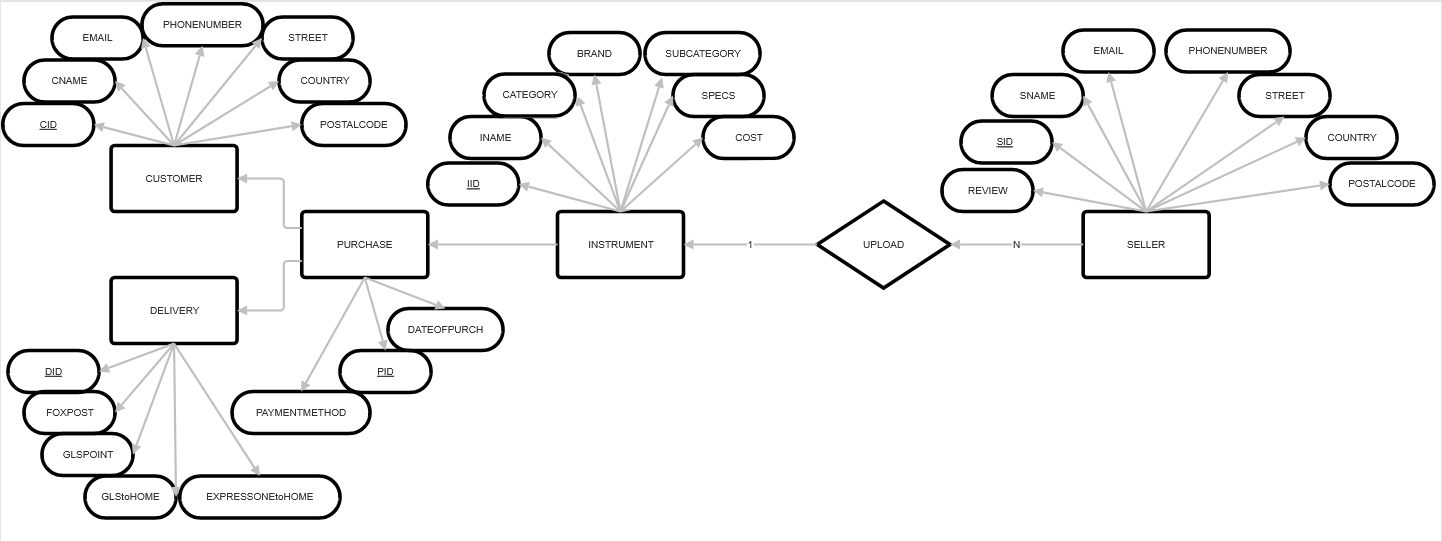 PHONENUMBER
EMAIL
STREET
CNAME
COUNTRY
CID
POSTALCODE
CUSTOMER
BRAND
SUBCATEGORY
CATEGORY
SPECS
INAME
COST
IID
EMAIL
PHONENUMBER
SNAME
STREET
SID
COUNTRY
REVIEW
POSTALCODE
PURCHASE
INSTRUMENT
1
UPLOAD
N
SELLER
DELIVERY
DATEOFPURCH
PID
PAYMENTMETHOD
DID
FOXPOST
GLSPOINT
GLStoHOME
EXPRESSONEtoHOME